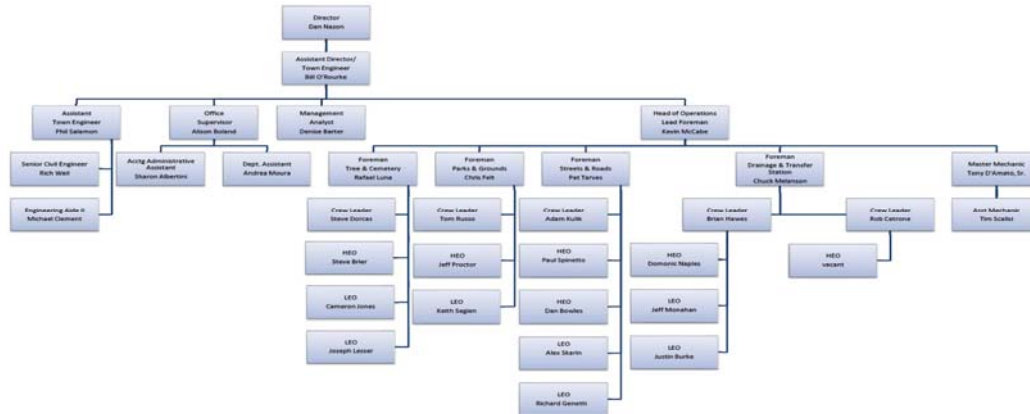 Director
Dan Nason
Assistant Director/
Town Engineer
Bill O'Rourke
Assistant
Town Engineer
Phil Salamon
Office
Supervisor
Alison Boland
Management
Analyst
Denise Barter
Head of Operations
Lead Foreman
Kevin McCabe
Senior Civil Engineer
Rich Weil
Acctg Administrative
Assistant
Sharon Albertini
Dept. Assistant
Andrea Moura
Foreman
Tree & Cemetery
Rafael Luna
Foreman
Parks & Grounds
Chris Felt
Foreman
Streets & Roads
Pat Tarves
Foreman
Drainage & Transfer
Station
Chuck Melanson
Master Mechanic
Tony D'Amato, Sr.
Engineering Aide II
Michael Clement
Crew Leader
Steve Dorcas
Crew Leader
Tom Russo
Crew Leader
Adam Kulik
Crew Leader
Brian Hawes
Crew Leader
Rob Cetrone
Asst Mechanic
Tim Scalisi
HEO
Steve Brier
HEO
Jeff Proctor
HEO
Paul Spinetto
HEO
Domonic Naples
HEO
vacant
LEO
Cameron Jones
LEO
Keith
HEO
Dan Bowles
LEO
Jeff Monahan
LEO
Joseph Lesser
LEO
Alex Skarin
LEO
Justin Burke
LEO
Richard Genetti